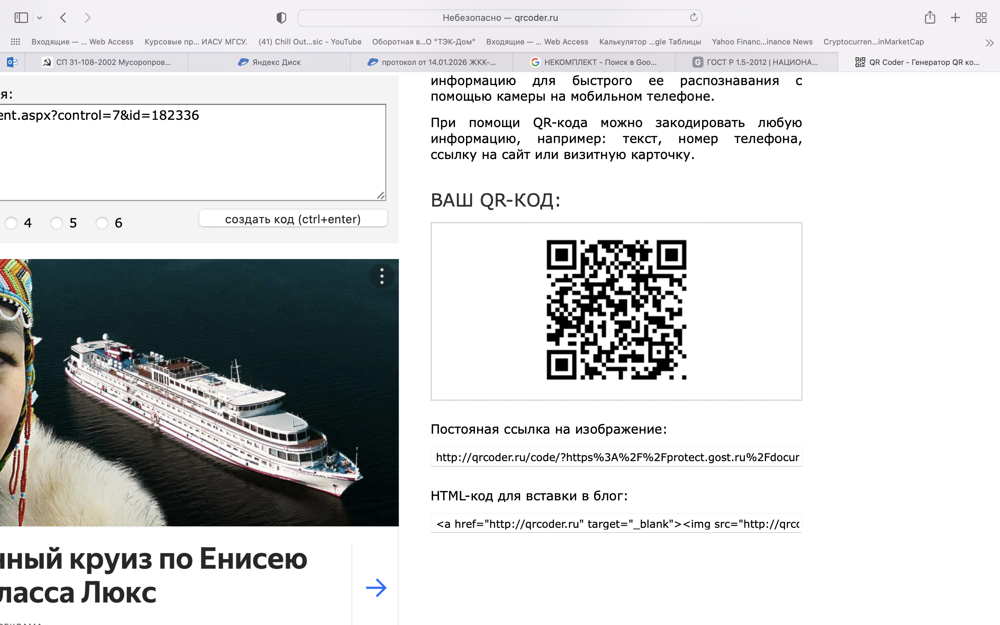 Небезопасно — qrcoder.ru
Входящие — ... Web Access
Курсовые пр... ИАСУ МГСУ.
(41) Chill Out...sic - YouTube
Оборотная в...О "ТЭК-Дом"
Входящие — ... Web Access
Калькулятор ...gle Таблицы
Yahoo Financ...inance News
Cryptocurren...inMarketCap
СП 31-108-2002 Мусоропров...
Яндекс Диск
протокол от 14.01.2026 ЖКК-...
НЕКОМПЛЕКТ - Поиск в Goo...
G ГОСТ Р 1.5-2012 | НАЦИОНА...
QR Coder - Генератор QR ко...
я:
ent.aspx?control=7&id=182336
4 5 6
создать код (ctrl+enter)
нный круиз по Енисею
ласса Люкс
РЕКЛАМА
информацию для быстрого ее распознавания с
помощью камеры на мобильном телефоне.
При помощи QR-кода можно закодировать любую
информацию, например: текст, номер телефона,
ссылку на сайт или визитную карточку.
ВАШ QR-КОД:
Постояная ссылка на изображение:
http://qrcoder.ru/code/?https%3A%2F%2Fprotect.gost.ru%2Fdocur
HTML-код для вставки в блог:
<a href="http://qrcoder.ru" target="_blank"><img src="http://qrcc